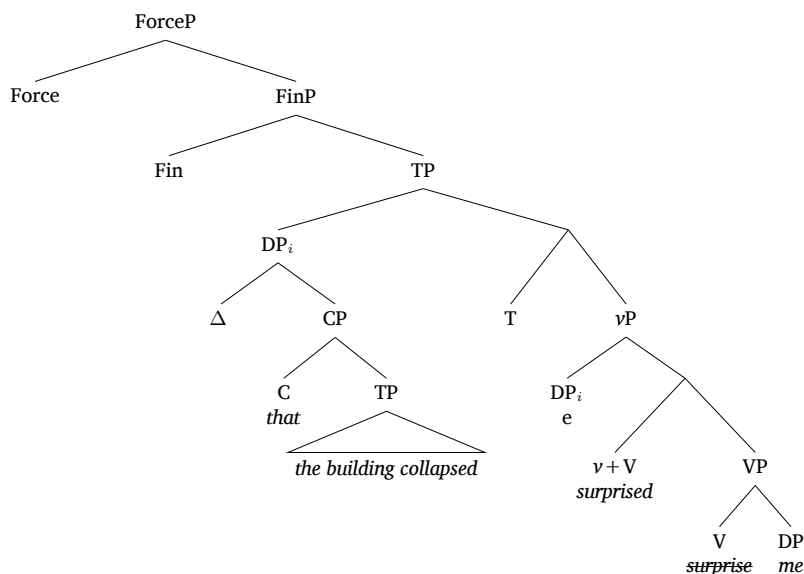 ForceP
Force FinP
Fin TP
DPᵢ
Δ CP T vP
C TP DPᵢ
that e
the building collapsed v+V VP
surprised
V DP
surprise me